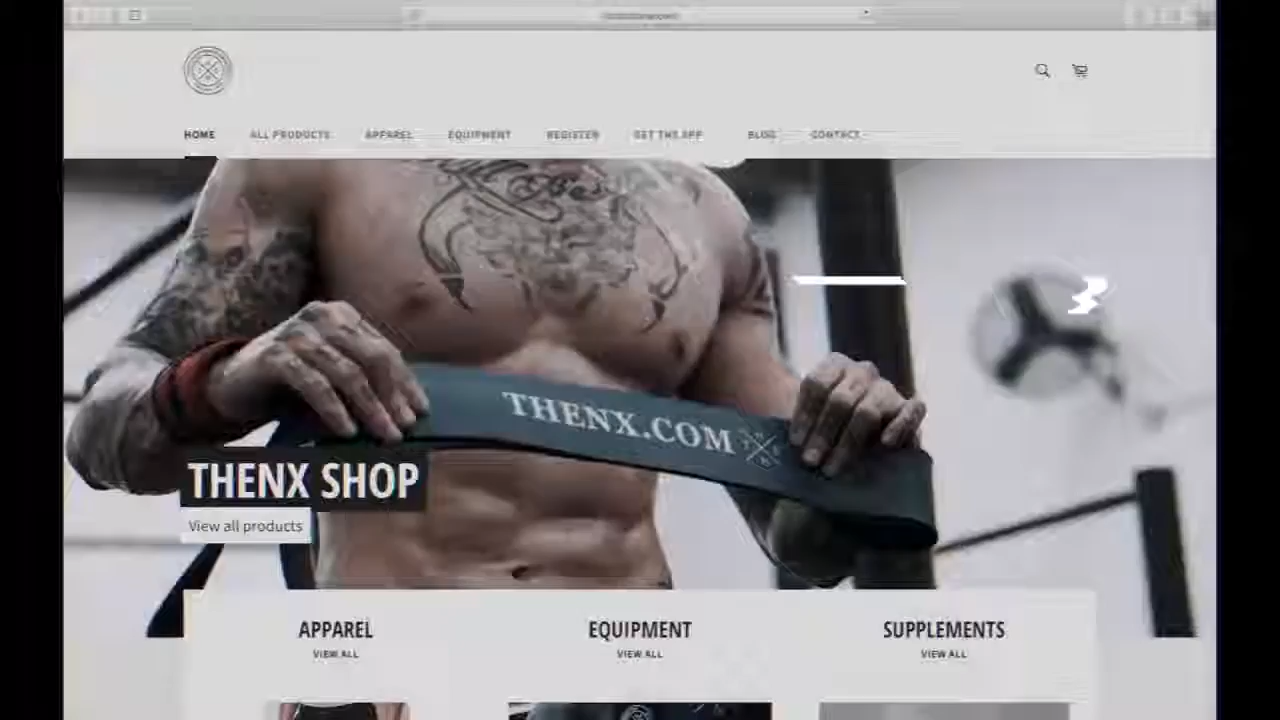 HOME ALL PRODUCTS APPAREL EQUIPMENT REGISTER GET THE APP BLOG CONTACT
THENX.COM
THENX SHOP
View all products
APPAREL EQUIPMENT SUPPLEMENTS
VIEW ALL VIEW ALL VIEW ALL